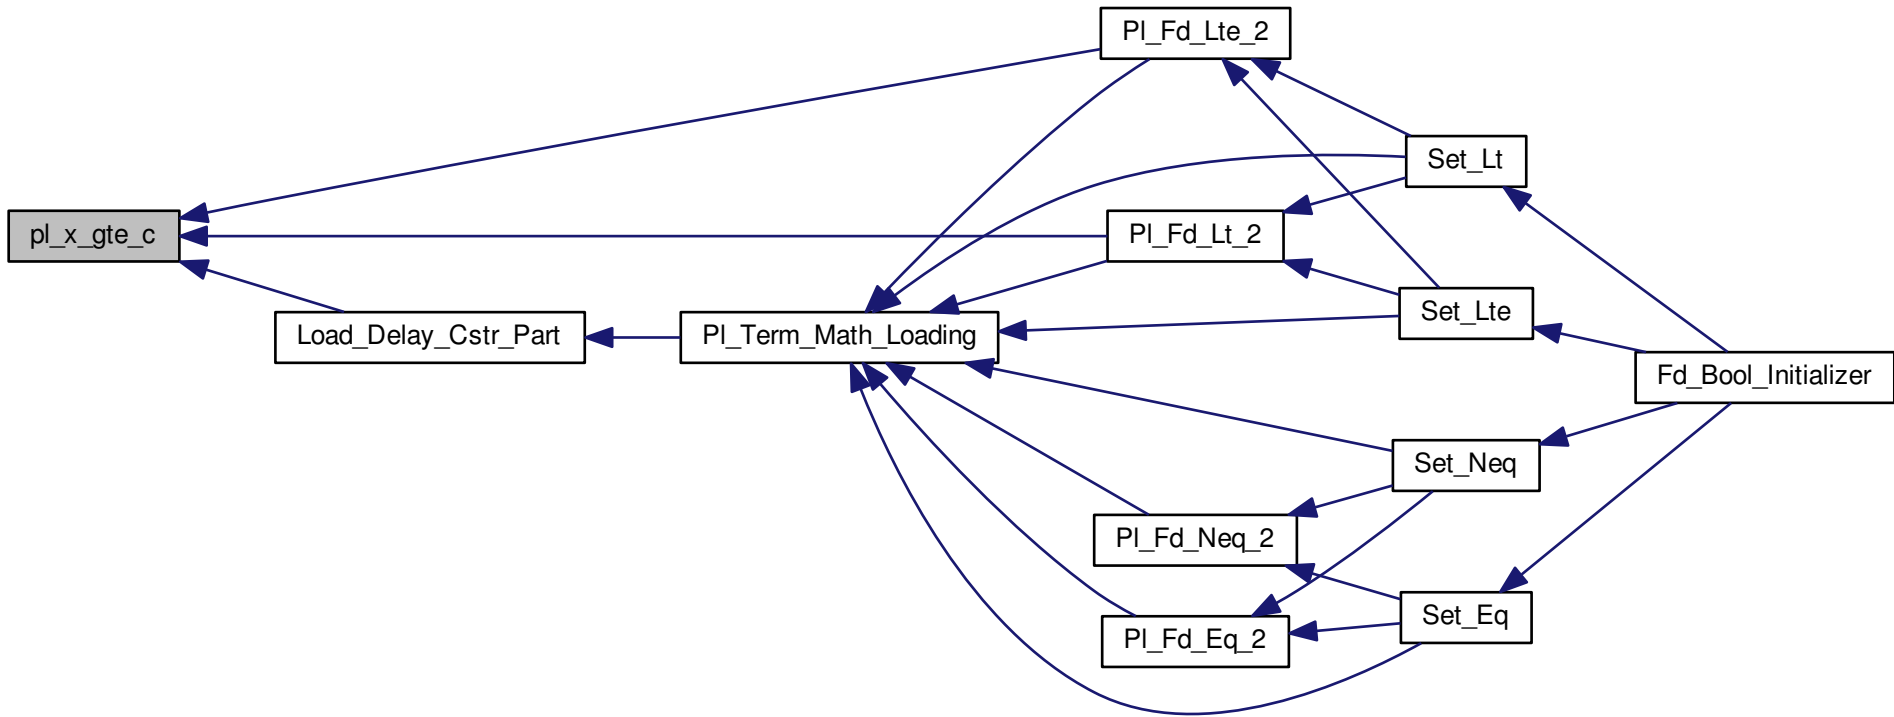 Pl_Fd_Lte_2
Set_Lt
pl_x_gte_c
Pl_Fd_Lt_2
Set_Lte
Load_Delay_Cstr_Part
Pl_Term_Math_Loading
Fd_Bool_Initializer
Set_Neq
Pl_Fd_Neq_2
Set_Eq
Pl_Fd_Eq_2